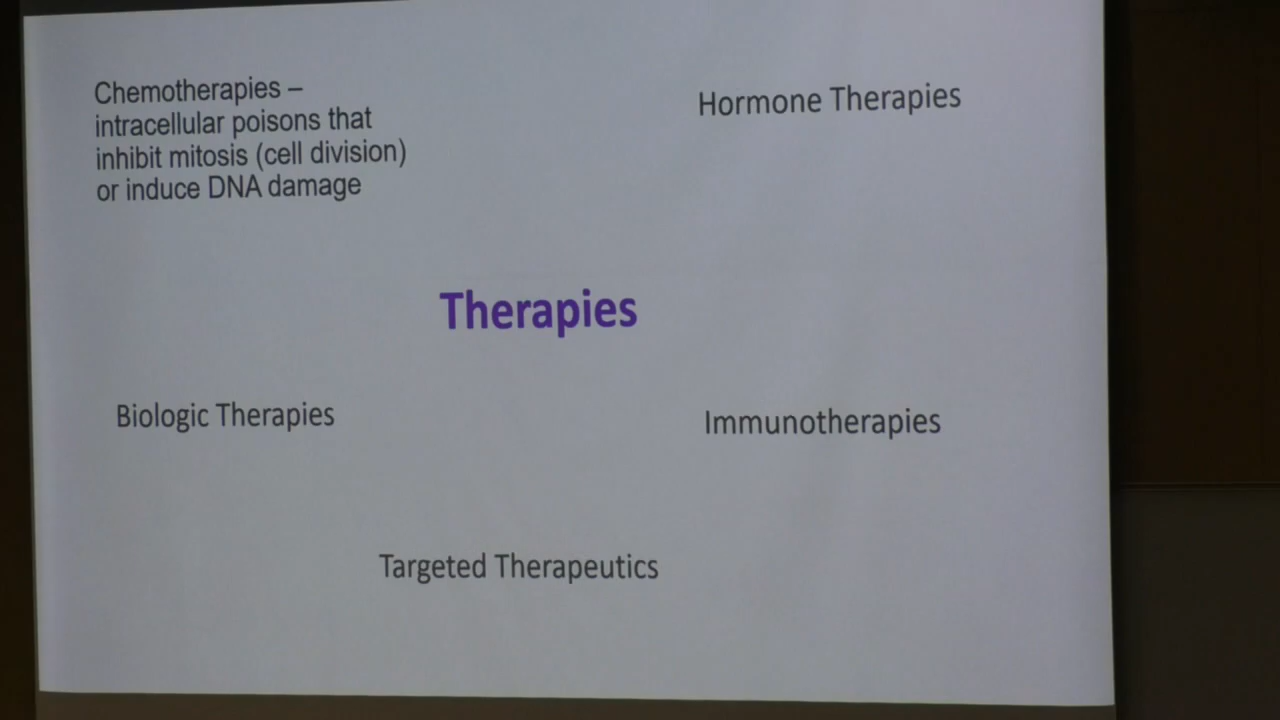 Chemotherapies –
intracellular poisons that
inhibit mitosis (cell division)
or induce DNA damage
Hormone Therapies
Therapies
Biologic Therapies
Immunotherapies
Targeted Therapeutics